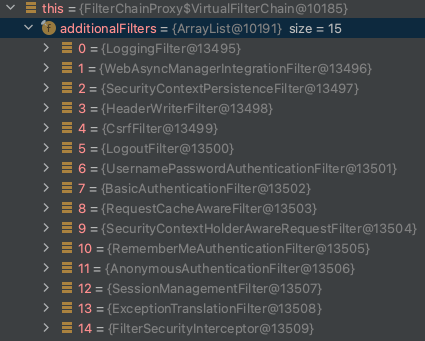 this = {FilterChainProxy$VirtualFilterChain@10185}
f additionalFilters = {ArrayList@10191} size = 15
0 = {LoggingFilter@13495}
1 = {WebAsyncManagerIntegrationFilter@13496}
2 = {SecurityContextPersistenceFilter@13497}
3 = {HeaderWriterFilter@13498}
4 = {CsrfFilter@13499}
5 = {LogoutFilter@13500}
6 = {UsernamePasswordAuthenticationFilter@13501}
7 = {BasicAuthenticationFilter@13502}
8 = {RequestCacheAwareFilter@13503}
9 = {SecurityContextHolderAwareRequestFilter@13504}
10 = {RememberMeAuthenticationFilter@13505}
11 = {AnonymousAuthenticationFilter@13506}
12 = {SessionManagementFilter@13507}
13 = {ExceptionTranslationFilter@13508}
14 = {FilterSecurityInterceptor@13509}